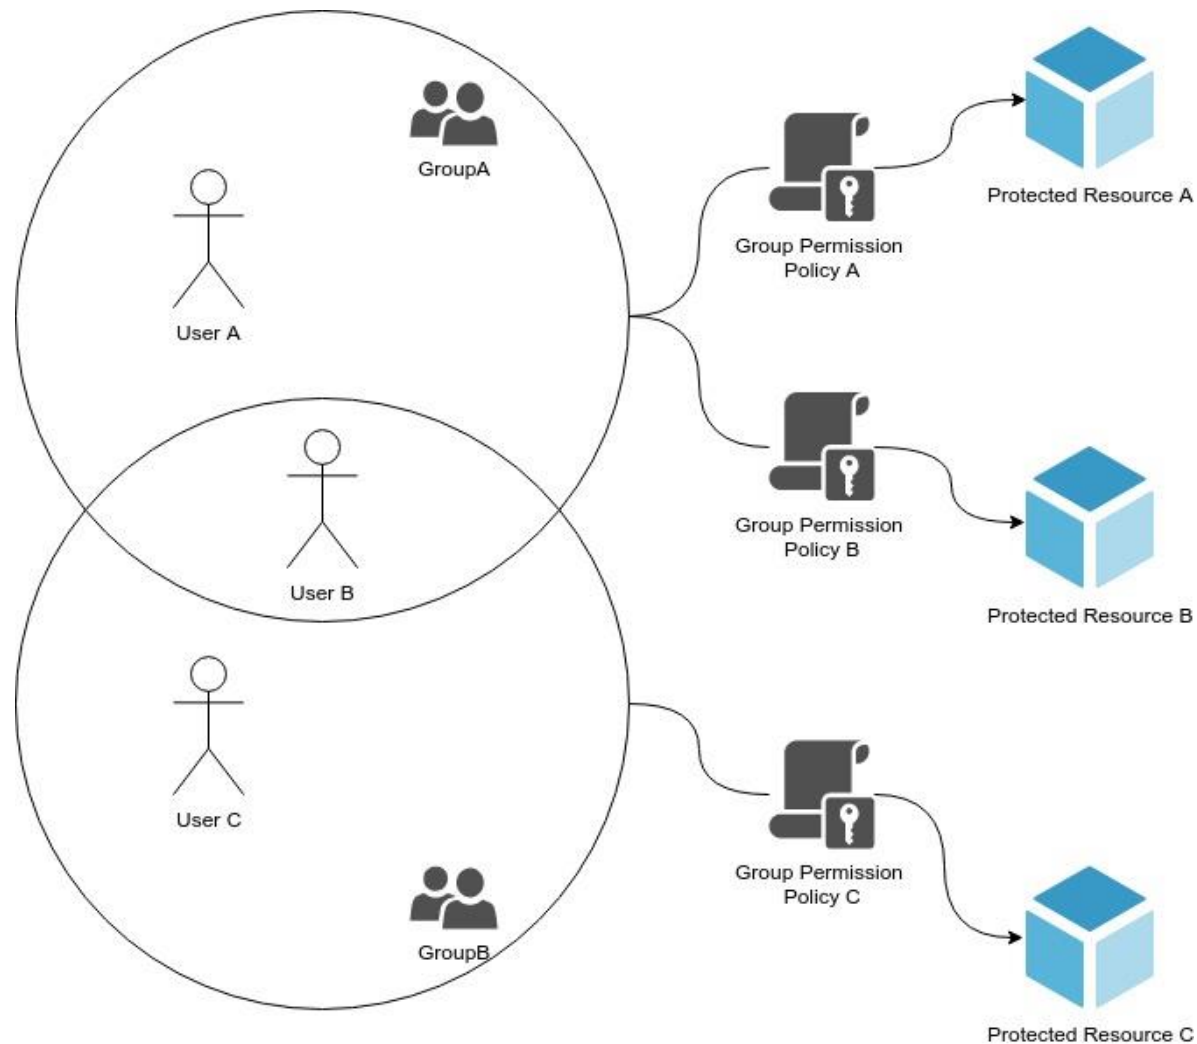 GroupA
User A
Group Permission
Policy A
Protected Resource A
User B
Group Permission
Policy B
Protected Resource B
User C
GroupB
Group Permission
Policy C
Protected Resource C